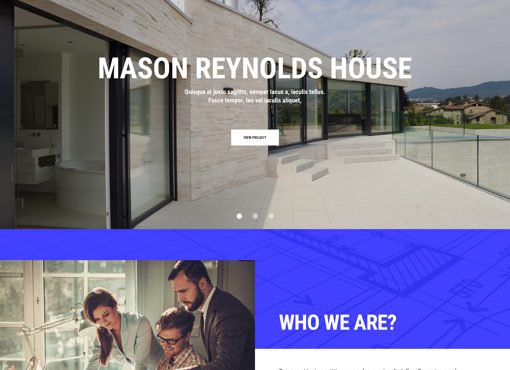 MASON REYNOLDS HOUSE
Quisque at justo sagittis, semper lacus a, iaculis tellus.
Fusce tempor, leo vel iaculis aliquet,
VIEW PROJECT
WHO WE ARE?